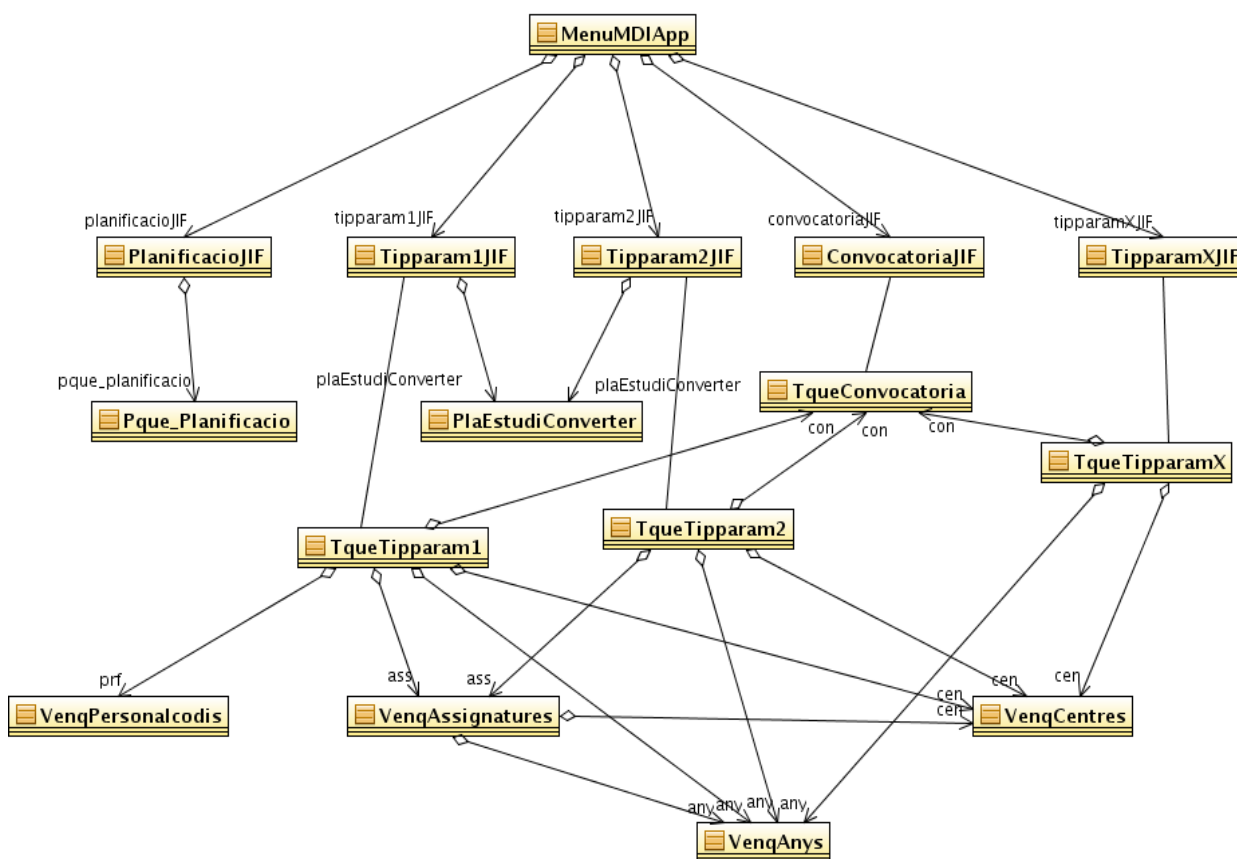 MenuMDIApp
planificacioJIF
tipparam1JIF
tipparam2JIF
convocatoriaJIF
tipparamXJIF
PlanificacioJIF
Tipparam1JIF
Tipparam2JIF
ConvocatoriaJIF
TipparamXJIF
pque_planificacio
plaEstudiConverter
plaEstudiConverter
Pque_Planificacio
PlaEstudiConverter
TqueConvocatoria
con
con
con
TqueTipparamX
TqueTipparam1
TqueTipparam2
prf
ass
ass
cen
cen
cen
cen
VenqPersonalcodis
VenqAssignatures
VenqCentres
any
any
any
any
VenqAnys